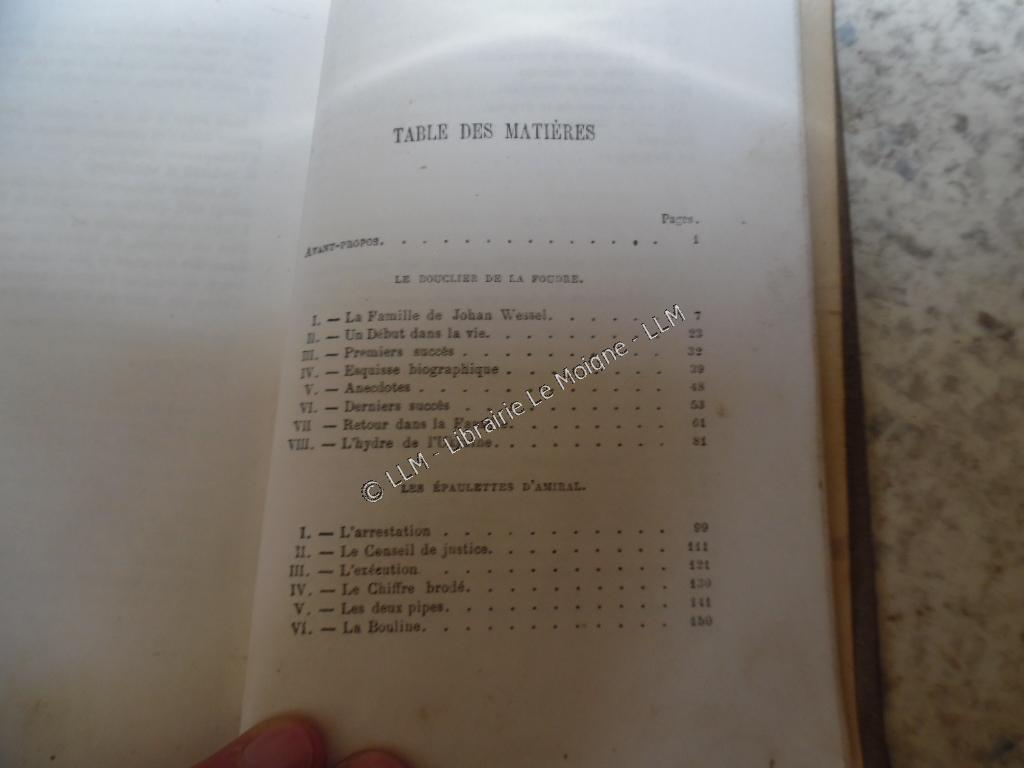 TABLE DES MATIÈRES
Pages.
AVANT-PROPOS. . . . . . . . . . . . . . . 1
LE BOUCLIER DE LA FOUDRE.
I. — La Famille de Johan Wessel. . . . . . . 7
II. — Un Début dans la vie. . . . . . . . . 23
III. — Premiers succès . . . . . . . . . . 32
IV. — Esquisse biographique . . . . . . . . 39
V. — Anecdotes . . . . . . . . . . . . 48
VI. — Derniers succès . . . . . . . . . . 53
VII — Retour dans la . . . . . . . . 61
VIII. — L'hydre de . . . . . . . . . 81
© LLM - Librairie Le Moigne - LLM
LES ÉPAULETTES D'AMIRAL.
I. — L'arrestation . . . . . . . . . . . 99
II. — Le Conseil de justice. . . . . . . . . 111
III. — L'exécution . . . . . . . . . . . 121
IV. — Le Chiffre brodé. . . . . . . . . . 130
V. — Les deux pipes. . . . . . . . . . . 141
VI. — La Bouline. . . . . . . . . . . . 150